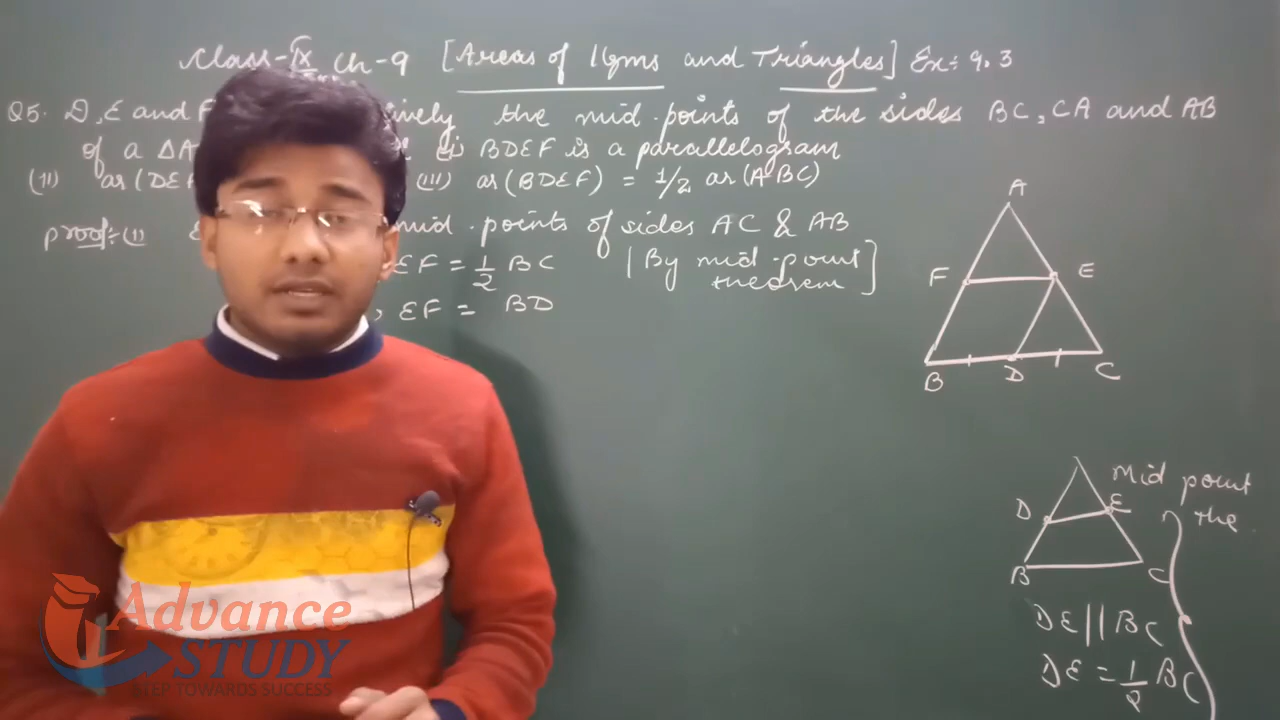 Class-IX Ch-9 [Areas of llgms and Triangles] Ex÷ 9.3
Q5. D, E and F tively the mid-points of the sides BC, CA and AB
of a ΔA (i) BDEF is a parallelogram
(ii) ar(DEF (iii) ar(BDEF) = 1/2 ar(ABC)
proof÷(i) E mid-points of sides AC & AB
EF = 1/2 BC [By mid-point theorem]
, EF = BD
A
F E
B D C
Mid point the
D E
B C
DE||BC
DE = 1/2 BC
Advance
STUDY
STEP TOWARDS SUCCESS